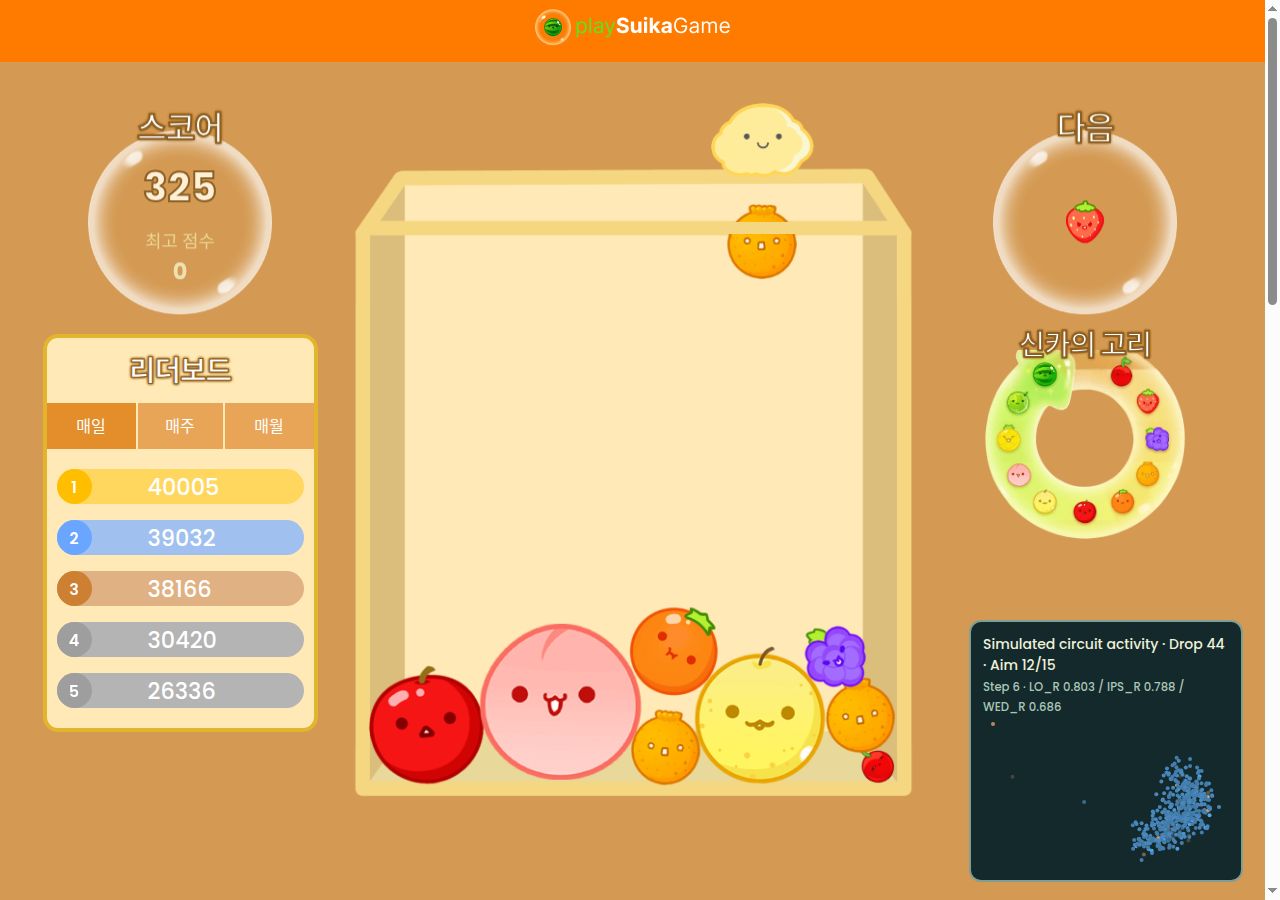 playSuikaGame
스코어
325
최고 점수
0
다음
신카의 고리
리더보드
매일 매주 매월
1 40005
2 39032
3 38166
4 30420
5 26336
Simulated circuit activity · Drop 44
· Aim 12/15
Step 6 · LO_R 0.803 / IPS_R 0.788 /
WED_R 0.686